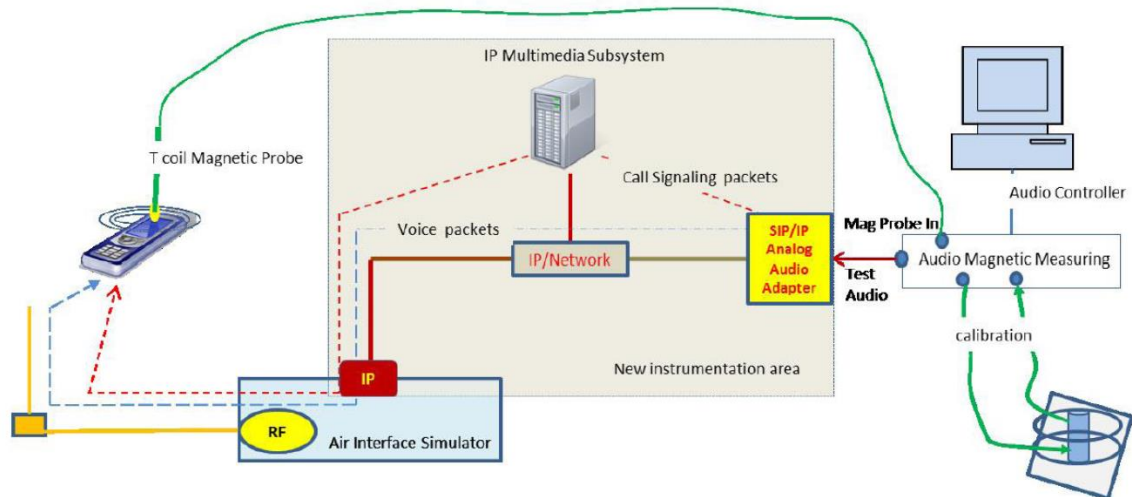 IP Multimedia Subsystem
T coil Magnetic Probe
Call Signaling packets
Audio Controller
Voice packets
IP/Network
SIP/IP
Analog
Audio
Adapter
Mag Probe In
Test
Audio
Audio Magnetic Measuring
calibration
New instrumentation area
IP
RF
Air Interface Simulator